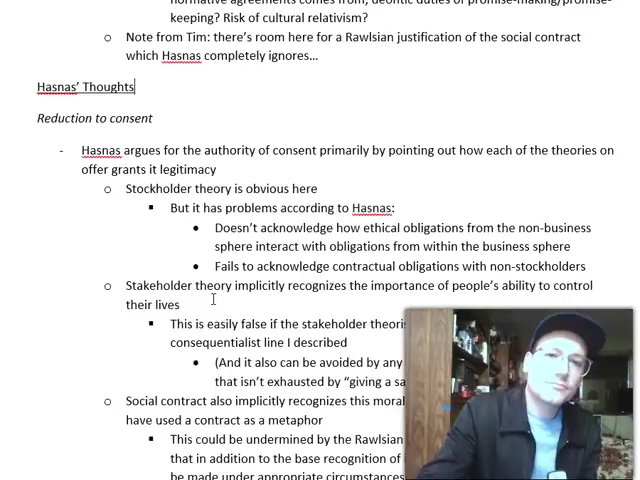 normative agreements comes from, deontic duties of promise-making/promise-
keeping? Risk of cultural relativism?
o Note from Tim: there's room here for a Rawlsian justification of the social contract
which Hasnas completely ignores…
Hasnas' Thoughts
Reduction to consent
- Hasnas argues for the authority of consent primarily by pointing out how each of the theories on
offer grants it legitimacy
o Stockholder theory is obvious here
▪ But it has problems according to Hasnas:
• Doesn't acknowledge how ethical obligations from the non-business
sphere interact with obligations from within the business sphere
• Fails to acknowledge contractual obligations with non-stockholders
o Stakeholder theory implicitly recognizes the importance of people's ability to control
their lives
▪ This is easily false if the stakeholder
consequentialist line I described
• (And it also can be avoided by any
that isn't exhausted by "giving a
o Social contract also implicitly recognizes this
have used a contract as a metaphor
▪ This could be undermined by the Rawlsian
that in addition to the base recognition of
be made under appropriate circumstances